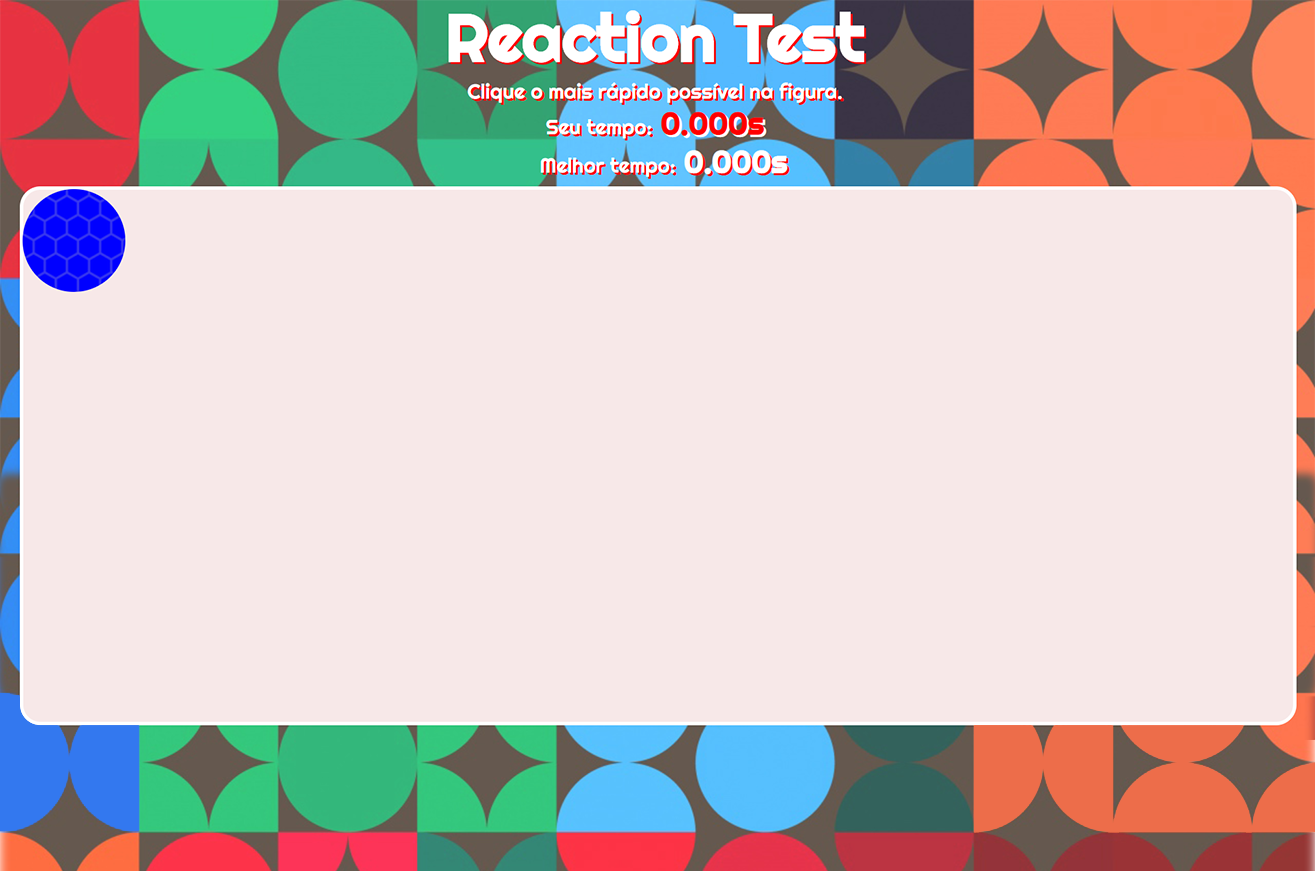 Reaction Test
Clique o mais rápido possível na figura.
Seu tempo: 0.000s
Melhor tempo: 0.000s